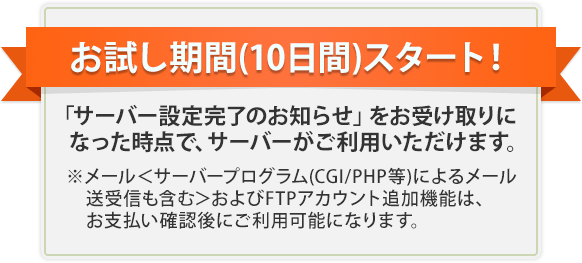 お試し期間(10日間)スタート！
「サーバー設定完了のお知らせ」をお受け取りに
なった時点で、サーバーがご利用いただけます。
※メール＜サーバープログラム(CGI/PHP等)によるメール
送受信も含む＞およびFTPアカウント追加機能は、
お支払い確認後にご利用可能になります。